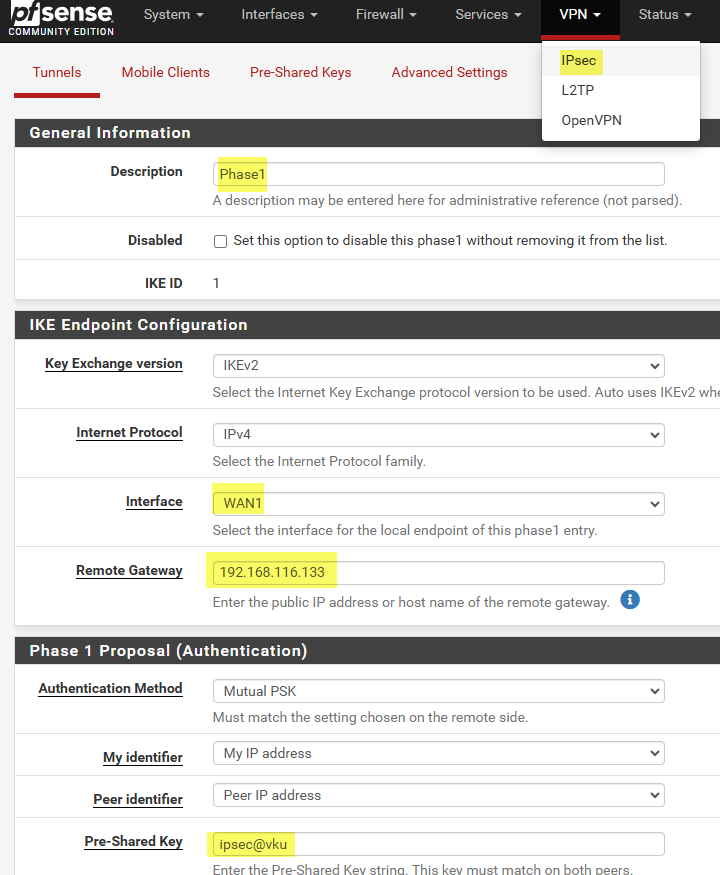 pfsense
COMMUNITY EDITION
System
Interfaces
Firewall
Services
VPN
Status
IPsec
L2TP
OpenVPN
Tunnels
Mobile Clients
Pre-Shared Keys
Advanced Settings
General Information
Description
Phase1
A description may be entered here for administrative reference (not parsed).
Disabled
Set this option to disable this phase1 without removing it from the list.
IKE ID
1
IKE Endpoint Configuration
Key Exchange version
IKEv2
Select the Internet Key Exchange protocol version to be used. Auto uses IKEv2 whe
Internet Protocol
IPv4
Select the Internet Protocol family.
Interface
WAN1
Select the interface for the local endpoint of this phase1 entry.
Remote Gateway
192.168.116.133
Enter the public IP address or host name of the remote gateway.
Phase 1 Proposal (Authentication)
Authentication Method
Mutual PSK
Must match the setting chosen on the remote side.
My identifier
My IP address
Peer identifier
Peer IP address
Pre-Shared Key
ipsec@vku
Enter the Pre-Shared Key string. This key must match on both peers.